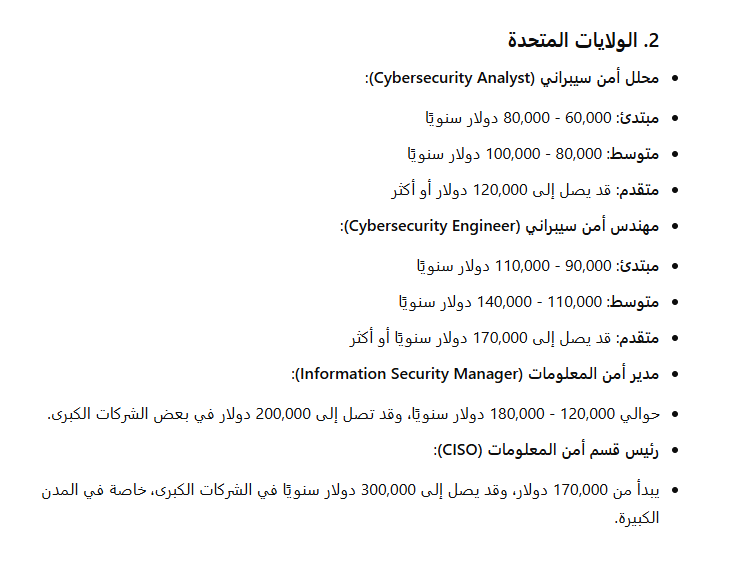 2. الولايات المتحدة
محلل أمن سيبراني (Cybersecurity Analyst):
مبتدئ: 60,000 - 80,000 دولار سنويًا
متوسط: 80,000 - 100,000 دولار سنويًا
متقدم: قد يصل إلى 120,000 دولار أو أكثر
مهندس أمن سيبراني (Cybersecurity Engineer):
مبتدئ: 90,000 - 110,000 دولار سنويًا
متوسط: 110,000 - 140,000 دولار سنويًا
متقدم: قد يصل إلى 170,000 دولار سنويًا أو أكثر
مدير أمن المعلومات (Information Security Manager):
حوالي 120,000 - 180,000 دولار سنويًا، وقد تصل إلى 200,000 دولار في بعض الشركات الكبرى.
رئيس قسم أمن المعلومات (CISO):
يبدأ من 170,000 دولار، وقد يصل إلى 300,000 دولار سنويًا في الشركات الكبرى، خاصة في المدن
الكبيرة.